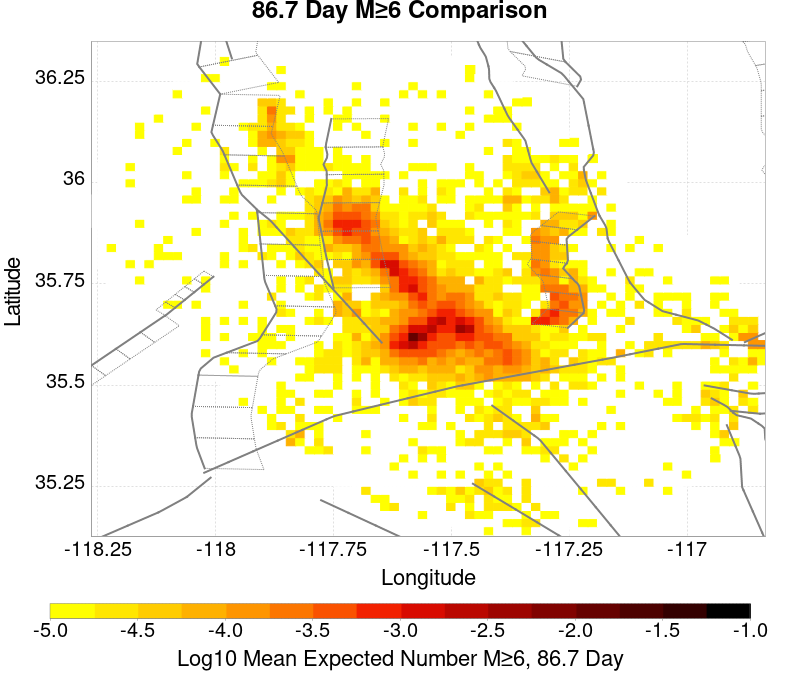 86.7 Day M≥6 Comparison
36.25
36
35.75
35.5
35.25
Latitude
-118.25 -118 -117.75 -117.5 -117.25 -117
Longitude
-5.0 -4.5 -4.0 -3.5 -3.0 -2.5 -2.0 -1.5 -1.0
Log10 Mean Expected Number M≥6, 86.7 Day